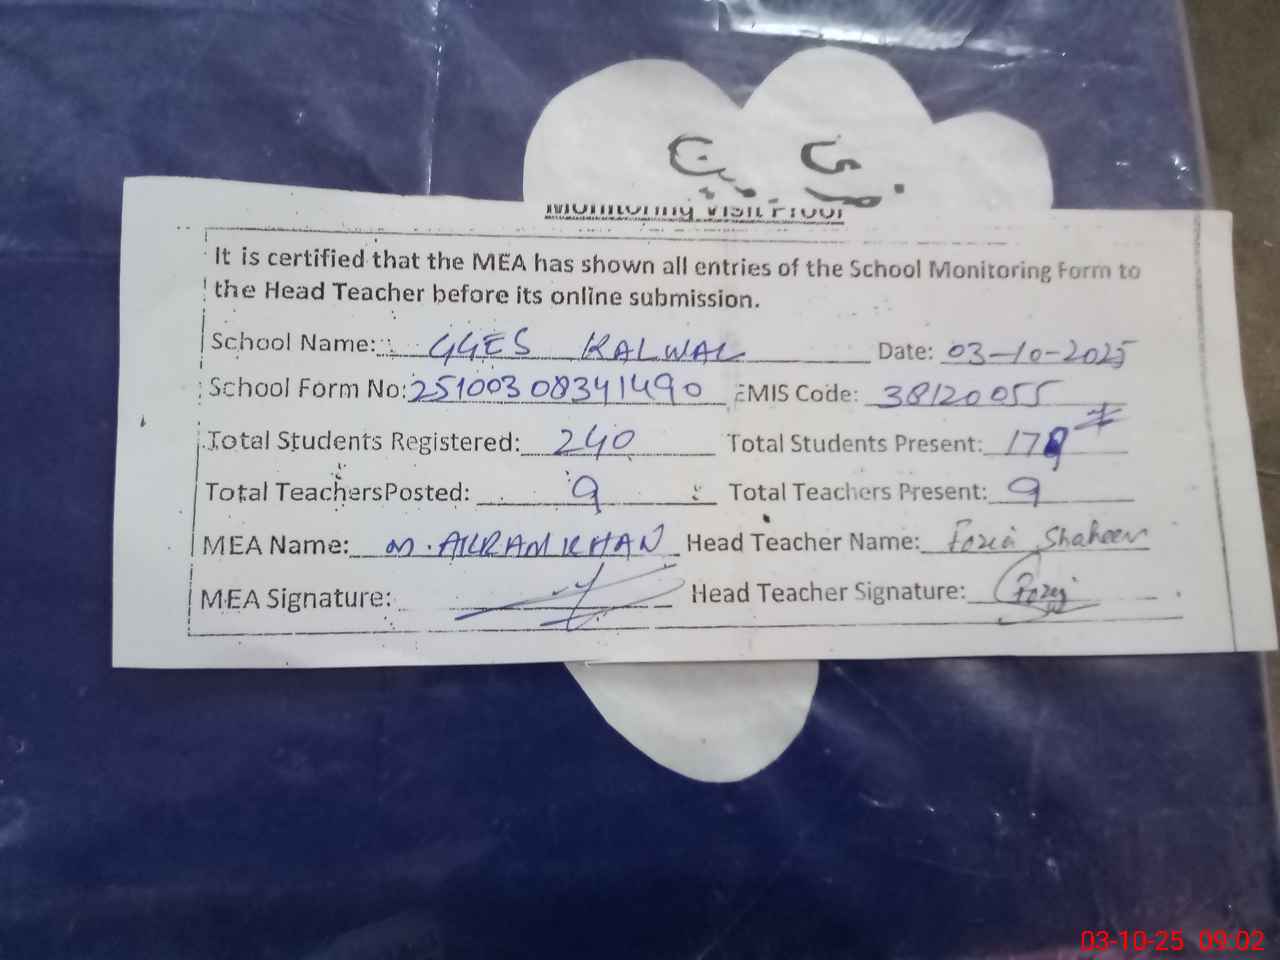 Monitoring Visit Proof
It is certified that the MEA has shown all entries of the School Monitoring Form to
the Head Teacher before its online submission.
School Name: GGES KALWAL Date: 03-10-2025
School Form No: 25100308341490 EMIS Code: 38120055
Total Students Registered: 240 Total Students Present: 179
Total TeachersPosted: 9 Total Teachers Present: 9
MEA Name: M. AKRAM KHAN Head Teacher Name: Fozia Shaheen
MEA Signature: Head Teacher Signature: Fozia
03-10-25 09:02